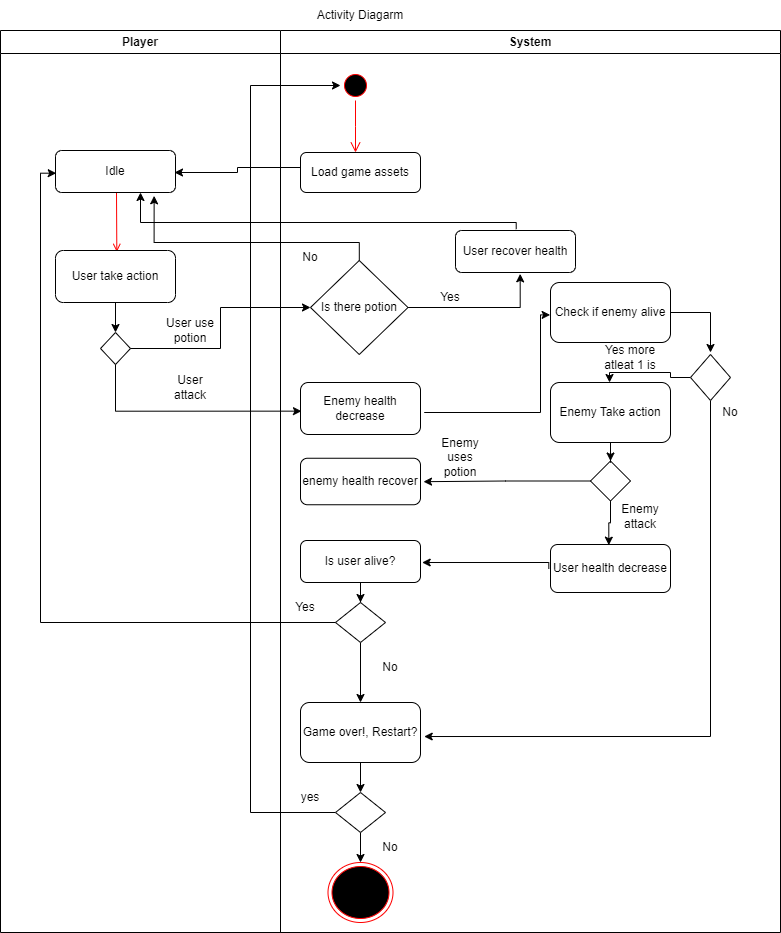 Activity Diagarm
Player
System
Idle
Load game assets
User recover health
No
User take action
Is there potion
Yes
Check if enemy alive
User use
potion
Yes more
atleat 1 is
User
attack
Enemy health
decrease
Enemy Take action
No
Enemy
uses
potion
enemy health recover
Enemy
attack
Is user alive?
User health decrease
Yes
No
Game over!, Restart?
yes
No